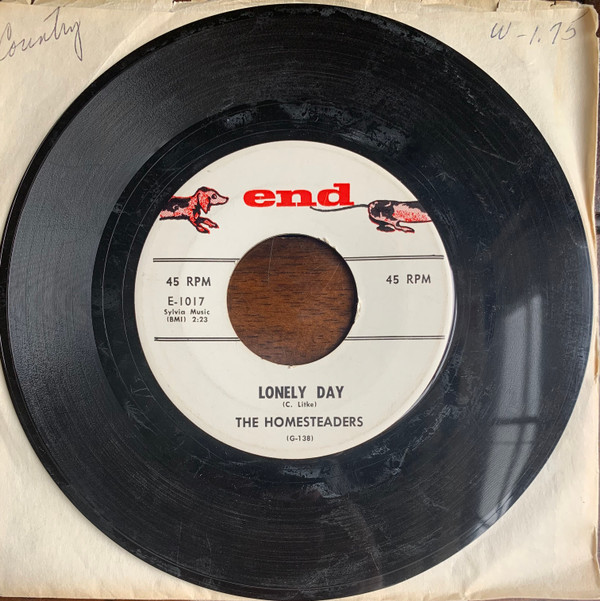 Country
W-1.75
end
45 RPM
45 RPM
E-1017
Sylvia Music
(BMI) 2:23
LONELY DAY
(C. Litke)
THE HOMESTEADERS
(G-138)